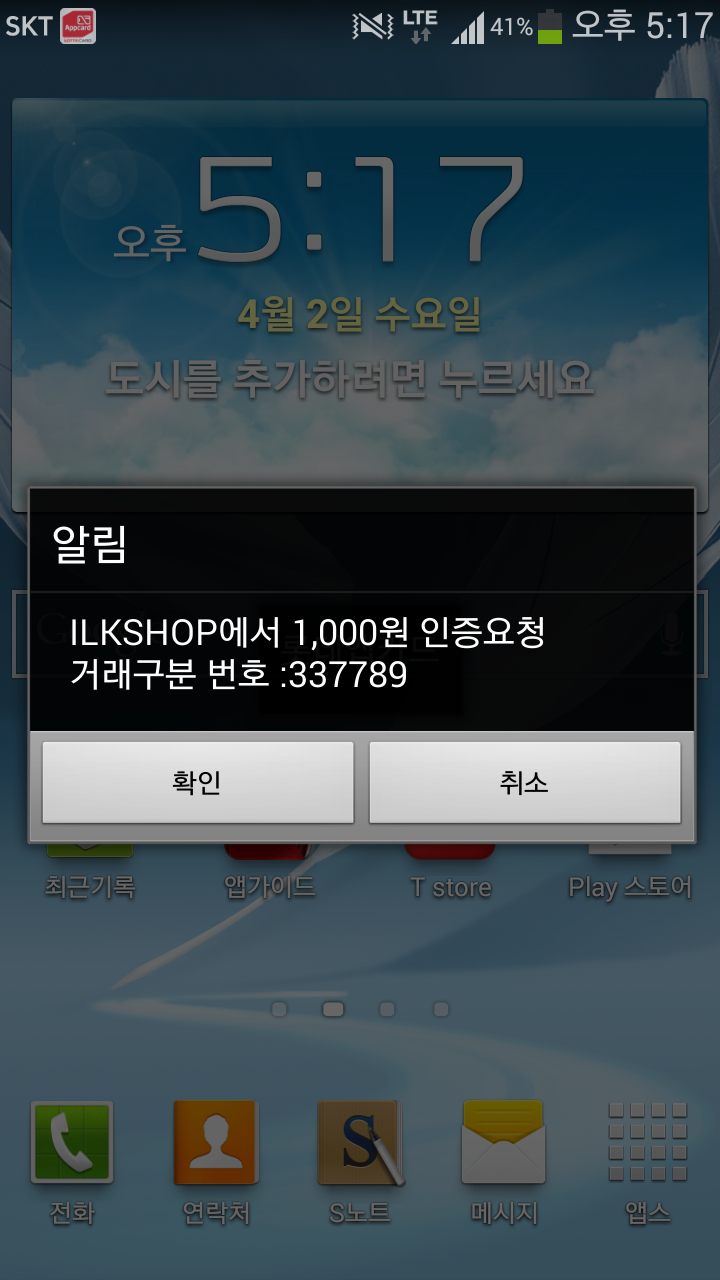 SKT Appcard LTE 41% 오후 5:17
오후 5:17
4월 2일 수요일
도시를 추가하려면 누르세요
알림
ILKSHOP에서 1,000원 인증요청
거래구분 번호 :337789
확인 취소
최근기록 앱가이드 T store Play 스토어
전화 연락처 S노트 메시지 앱스